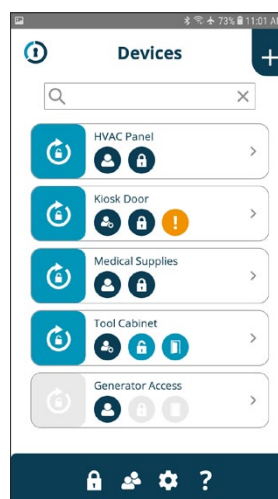 73% 11:01 AM
Devices
+
HVAC Panel
Kiosk Door
!
Medical Supplies
Tool Cabinet
Generator Access
?